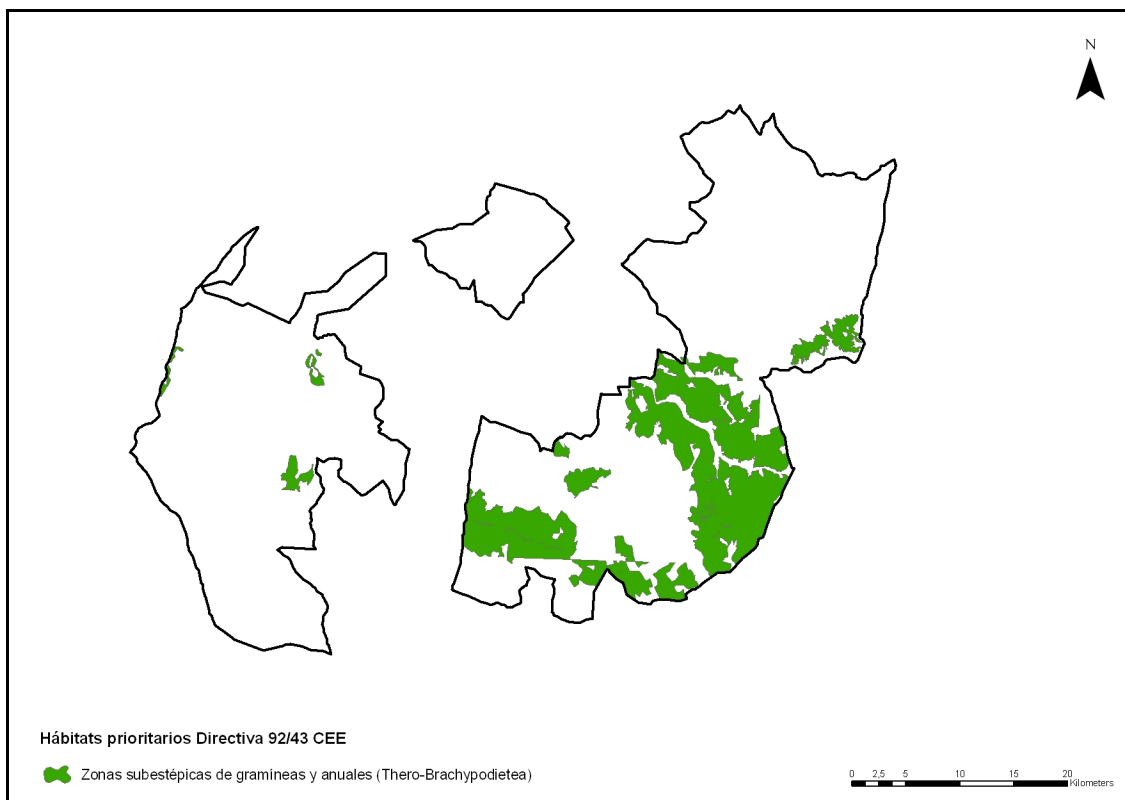 N
Hábitats prioritarios Directiva 92/43 CEE
Zonas subestépicas de gramíneas y anuales (Thero-Brachypodietea)
0 2,5 5 10 15 20
Kilometers